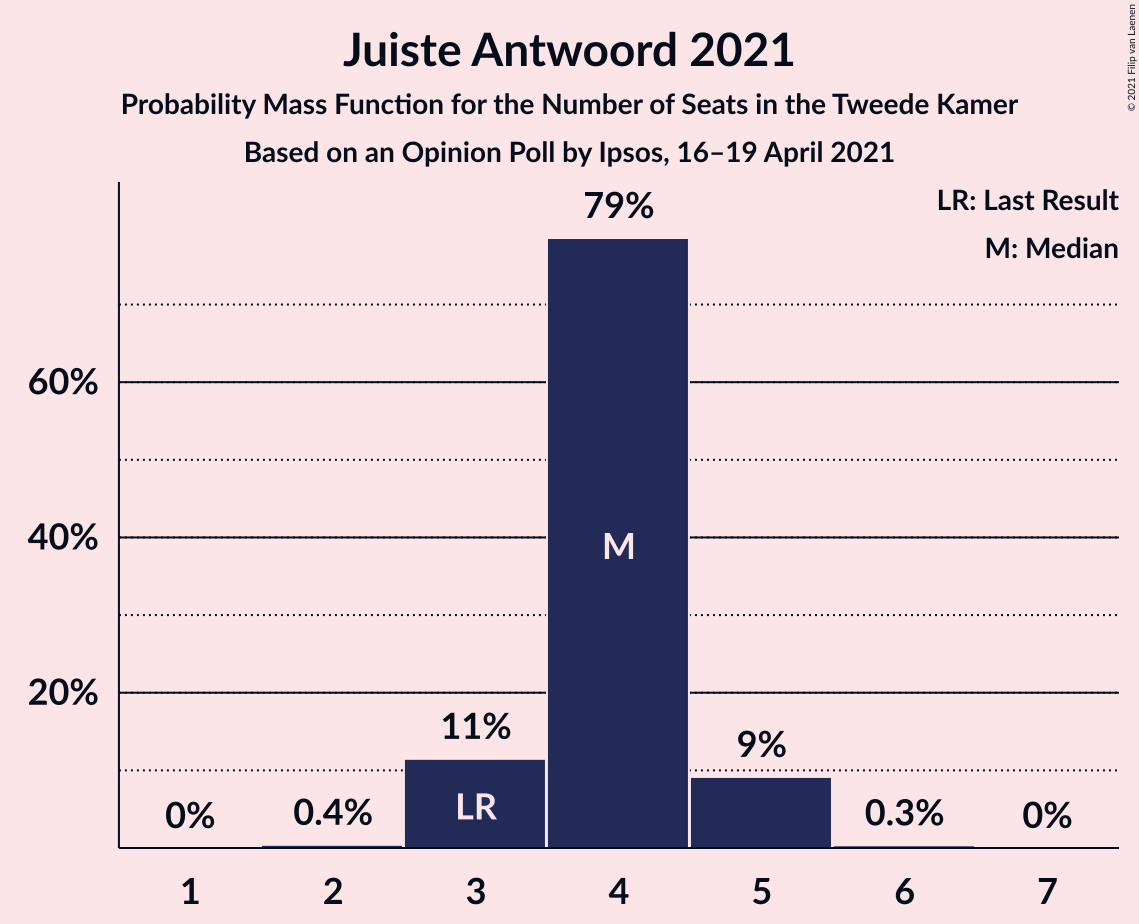 Juiste Antwoord 2021
Probability Mass Function for the Number of Seats in the Tweede Kamer
Based on an Opinion Poll by Ipsos, 16–19 April 2021
© 2021 Filip van Laenen
LR: Last Result
M: Median
79%
60%
40%
20%
M
11%
9%
LR
0%
0.4%
0.3%
0%
1 2 3 4 5 6 7